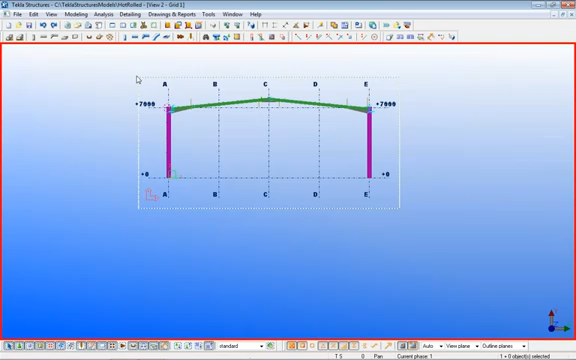 Tekla Structures - C:\TeklaStructuresModels\HotRolled - [View 2 - Grid 1]
File Edit View Modeling Analysis Detailing Drawings & Reports Tools Window Help
A B C D E
+7000 +7000
+0 +0
A B C D E
standard Auto View plane Outline planes
T S 0 Pan Current phase: 1 1 + 0 object(s) selected